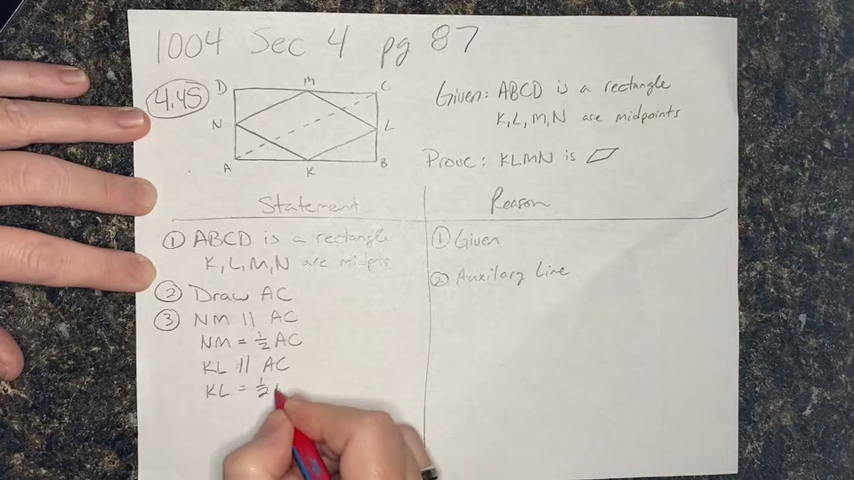 1004 Sec 4 pg 87
4.45
D M C
N L
A K B
Given: ABCD is a rectangle
K, L, M, N are midpoints
Prove: KLMN is ▱
Statement Reason
① ABCD is a rectangle
K, L, M, N are midpts
② Draw AC
③ NM || AC
NM = ½ AC
KL || AC
KL = ½
① Given
② Auxilary Line